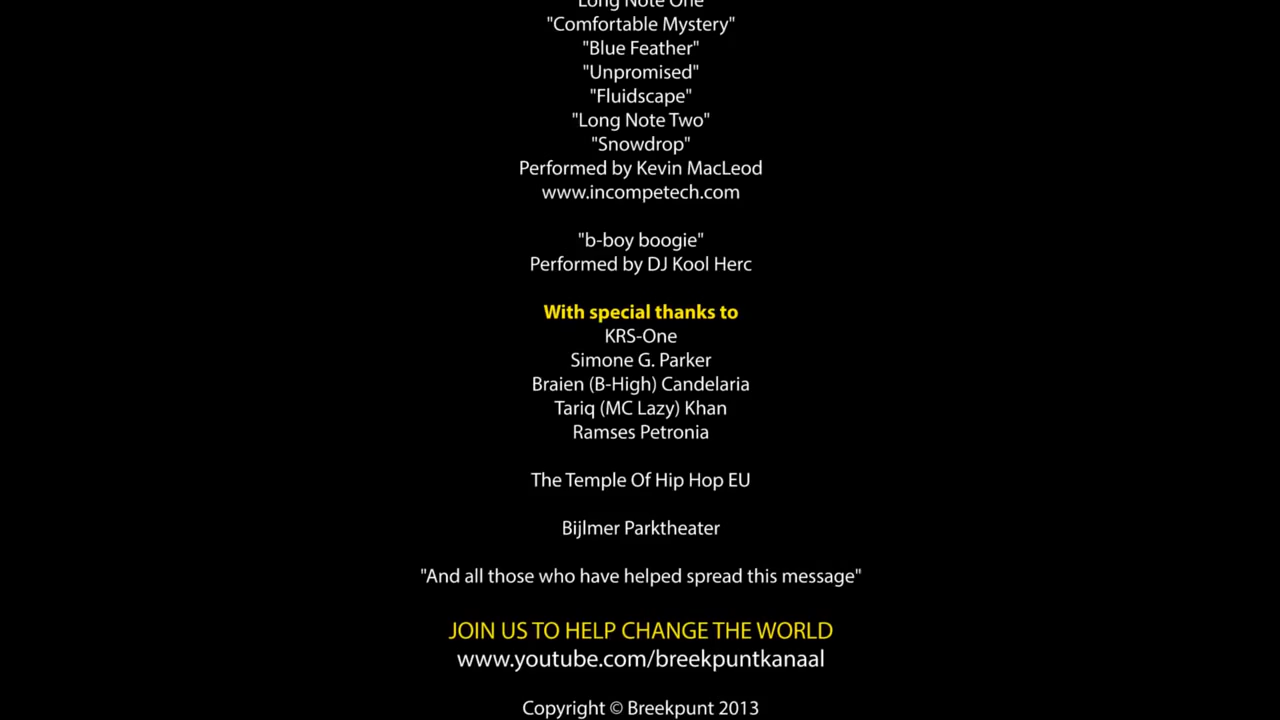 Long Note One
"Comfortable Mystery"
"Blue Feather"
"Unpromised"
"Fluidscape"
"Long Note Two"
"Snowdrop"
Performed by Kevin MacLeod
www.incompetech.com
"b-boy boogie"
Performed by DJ Kool Herc
With special thanks to
KRS-One
Simone G. Parker
Braien (B-High) Candelaria
Tariq (MC Lazy) Khan
Ramses Petronia
The Temple Of Hip Hop EU
Bijlmer Parktheater
"And all those who have helped spread this message"
JOIN US TO HELP CHANGE THE WORLD
www.youtube.com/breekpuntkanaal
Copyright © Breekpunt 2013